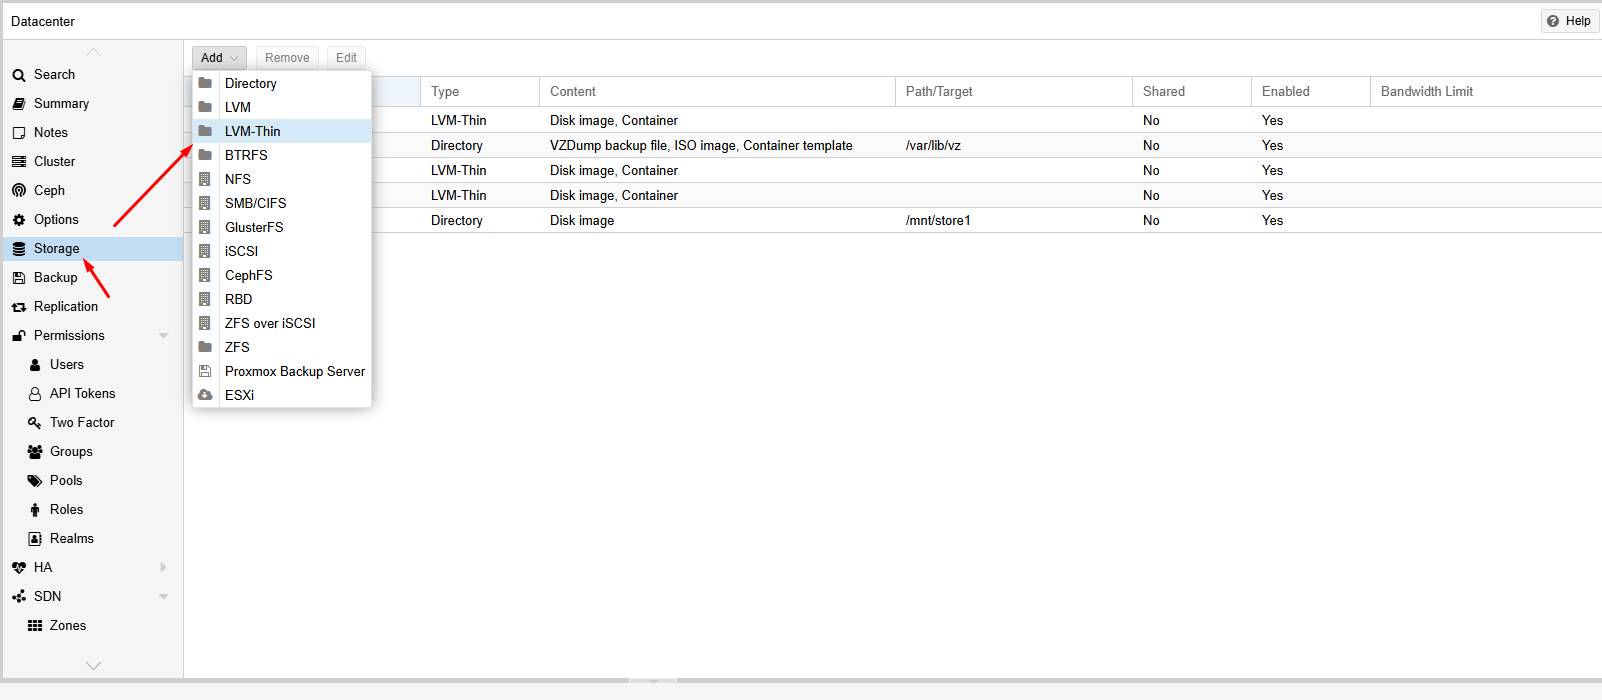 Datacenter
Help
Search
Summary
Notes
Cluster
Ceph
Options
Storage
Backup
Replication
Permissions
Users
API Tokens
Two Factor
Groups
Pools
Roles
Realms
HA
SDN
Zones
Add Remove Edit
Directory
LVM
LVM-Thin
BTRFS
NFS
SMB/CIFS
GlusterFS
iSCSI
CephFS
RBD
ZFS over iSCSI
ZFS
Proxmox Backup Server
ESXi
Type Content Path/Target Shared Enabled Bandwidth Limit
LVM-Thin Disk image, Container No Yes
Directory VZDump backup file, ISO image, Container template /var/lib/vz No Yes
LVM-Thin Disk image, Container No Yes
LVM-Thin Disk image, Container No Yes
Directory Disk image /mnt/store1 No Yes